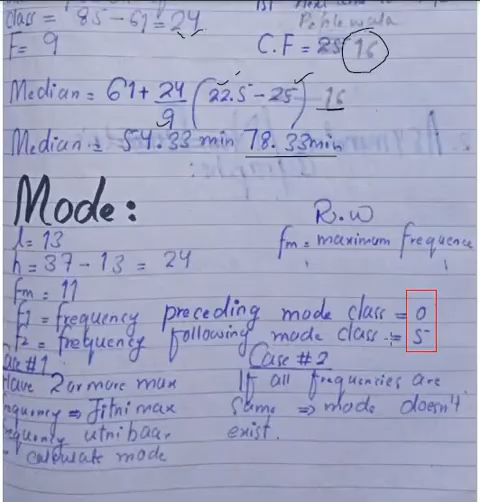 class = 85 - 61 = 24
F = 9
C.F = 25 16
Median = 61 + 24/9 (22.5 - 25) 16
Median = 54.33 min 78.33min
Mode:
R.W
l = 13
fm = maximum frequence
h = 37 - 13 = 24
fm = 11
F1 = frequency preceding mode class = 0
F2 = frequency following mode class = 5
Case #1
Case #2
Have 2 or more max
If all frequencies are
frequency ⇒ Jitni max
same ⇒ mode doesn't
frequency utni baar
exist.
calculate mode